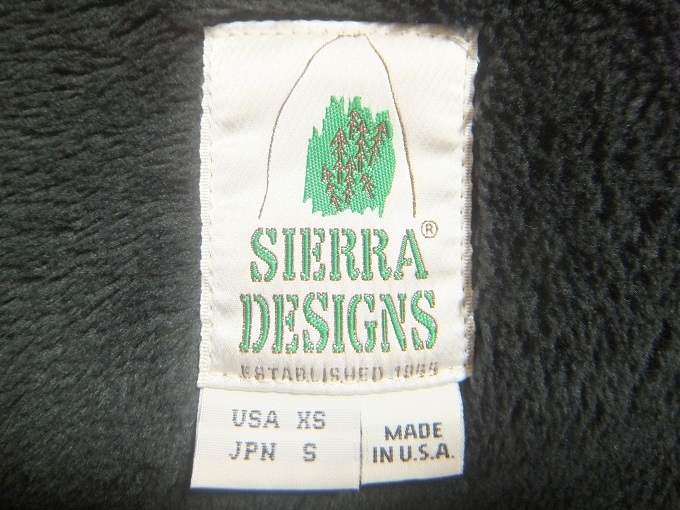 SIERRA®
DESIGNS
ESTABLISHED 1965
USA XS
JPN S
MADE
IN U.S.A.